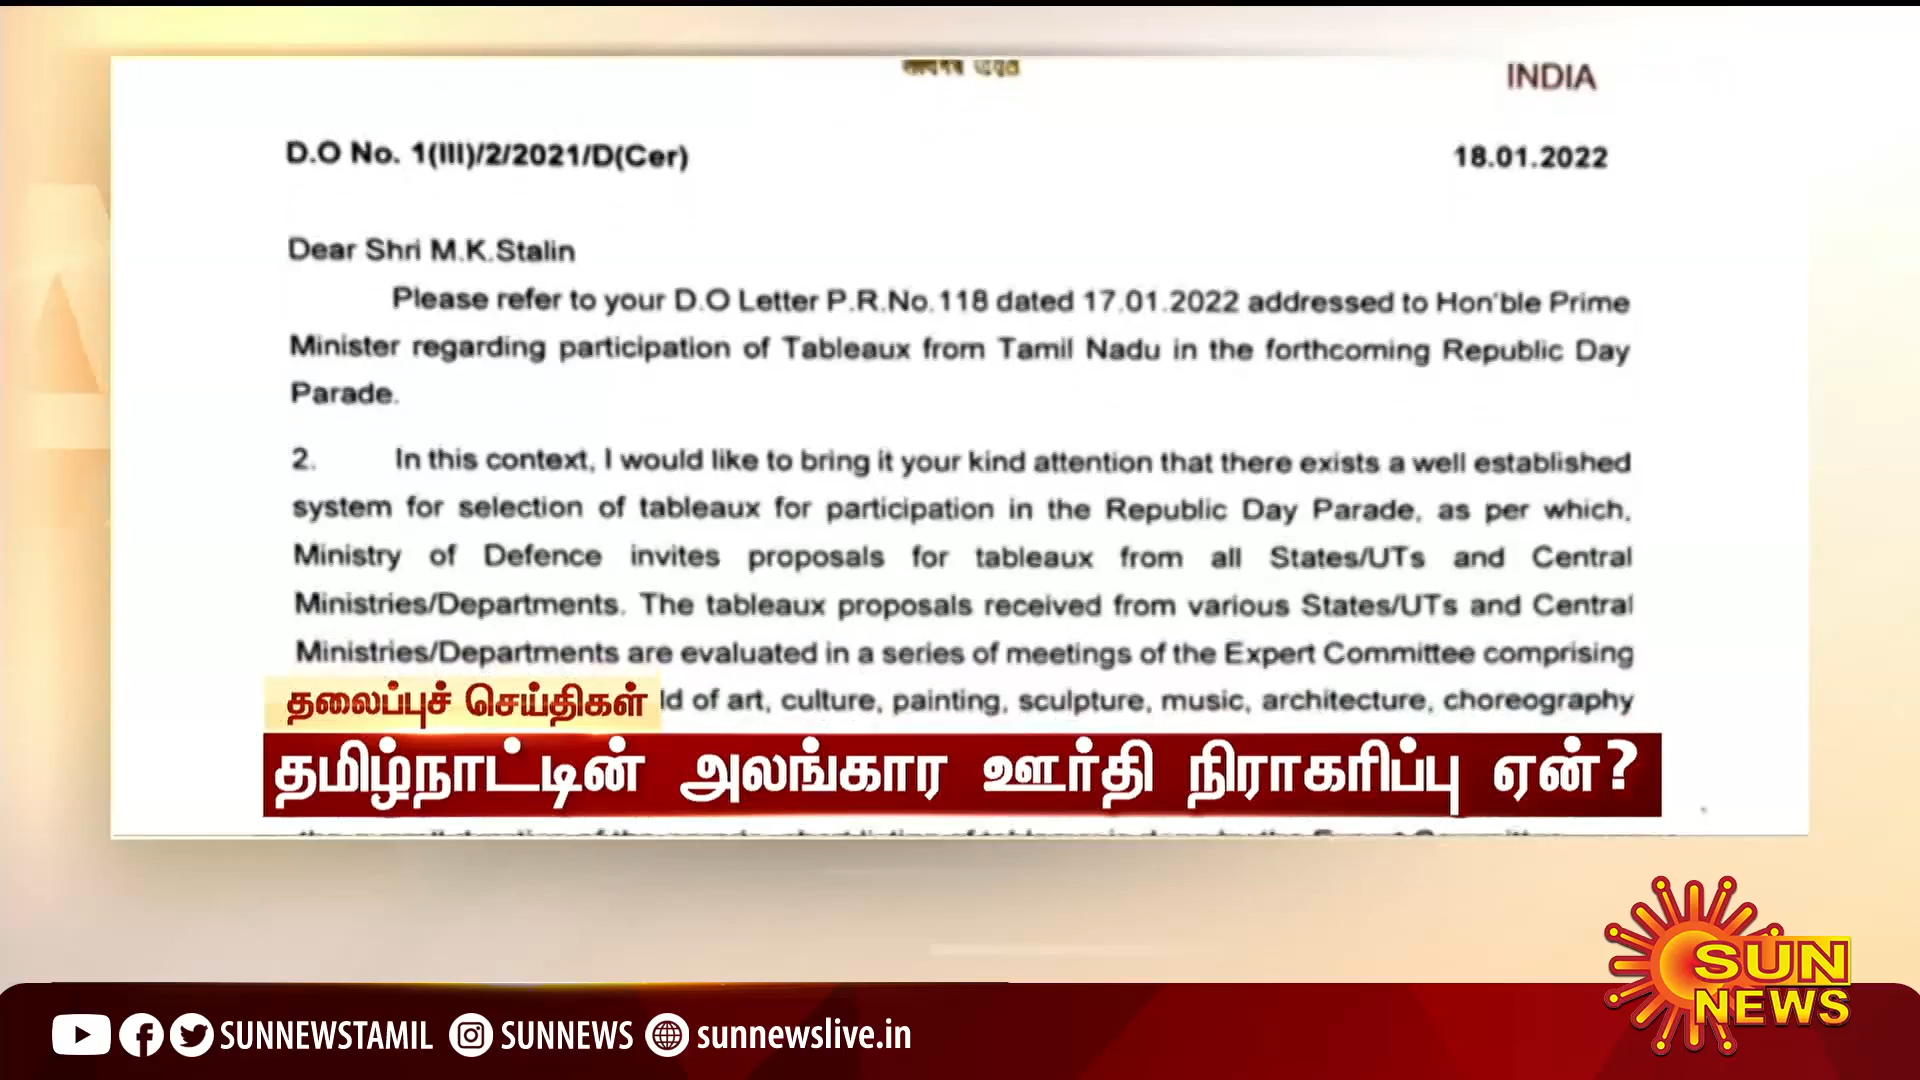 सत्यमेव जयते
INDIA
D.O No. 1(III)/2/2021/D(Cer)
18.01.2022
Dear Shri M.K.Stalin
Please refer to your D.O Letter P.R.No.118 dated 17.01.2022 addressed to Hon'ble Prime
Minister regarding participation of Tableaux from Tamil Nadu in the forthcoming Republic Day
Parade.
2. In this context, I would like to bring it your kind attention that there exists a well established
system for selection of tableaux for participation in the Republic Day Parade, as per which,
Ministry of Defence invites proposals for tableaux from all States/UTs and Central
Ministries/Departments. The tableaux proposals received from various States/UTs and Central
Ministries/Departments are evaluated in a series of meetings of the Expert Committee comprising
தலைப்புச் செய்திகள்
ld of art, culture, painting, sculpture, music, architecture, choreography
தமிழ்நாட்டின் அலங்கார ஊர்தி நிராகரிப்பு ஏன்?
SUN
NEWS
SUNNEWSTAMIL SUNNEWS sunnewslive.in